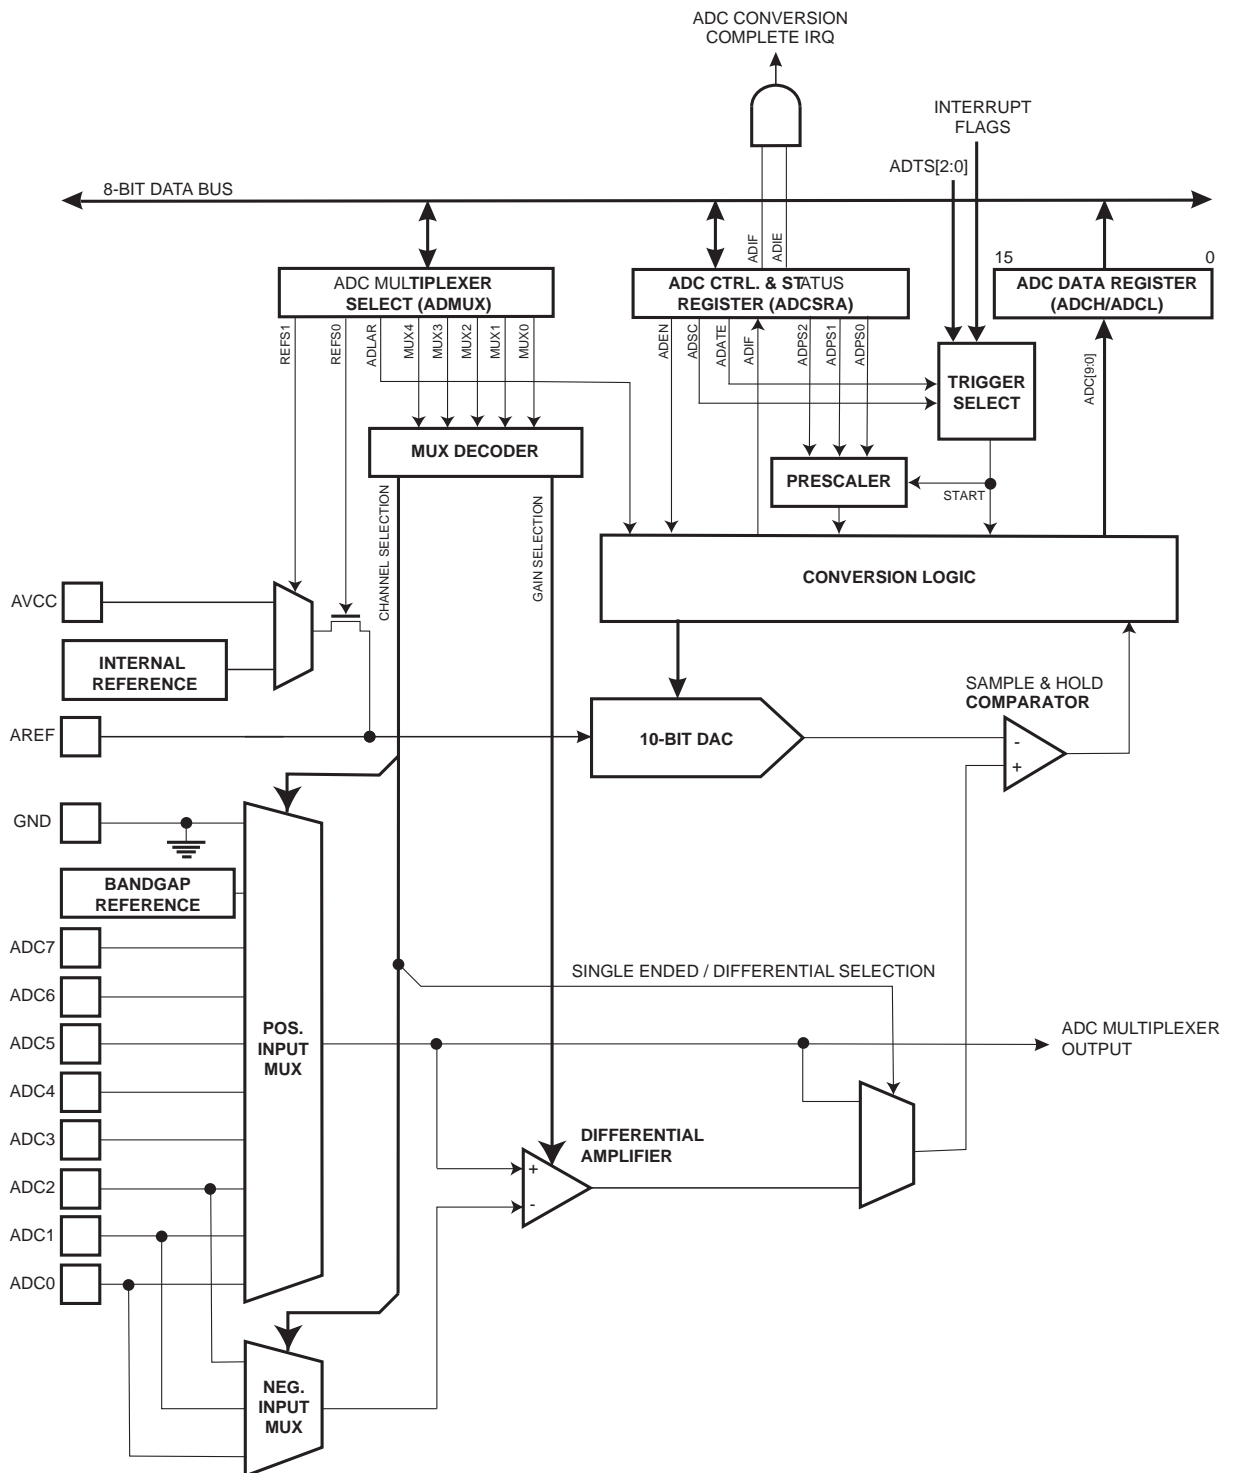 ADC CONVERSION
COMPLETE IRQ
INTERRUPT
FLAGS
ADTS[2:0]
8-BIT DATA BUS
ADIF
ADIE
15
0
ADC MULTIPLEXER
SELECT (ADMUX)
ADC CTRL. & STATUS
REGISTER (ADCSRA)
ADC DATA REGISTER
(ADCH/ADCL)
REFS1
REFS0
ADLAR
MUX4
MUX3
MUX2
MUX1
MUX0
ADEN
ADSC
ADATE
ADIF
ADPS2
ADPS1
ADPS0
TRIGGER
SELECT
ADC[9:0]
MUX DECODER
PRESCALER
START
CHANNEL SELECTION
GAIN SELECTION
CONVERSION LOGIC
AVCC
INTERNAL
REFERENCE
SAMPLE & HOLD
COMPARATOR
AREF
10-BIT DAC
-
+
GND
BANDGAP
REFERENCE
ADC7
SINGLE ENDED / DIFFERENTIAL SELECTION
ADC6
ADC5
POS.
INPUT
MUX
ADC MULTIPLEXER
OUTPUT
ADC4
ADC3
DIFFERENTIAL
AMPLIFIER
+
-
ADC2
ADC1
ADC0
NEG.
INPUT
MUX